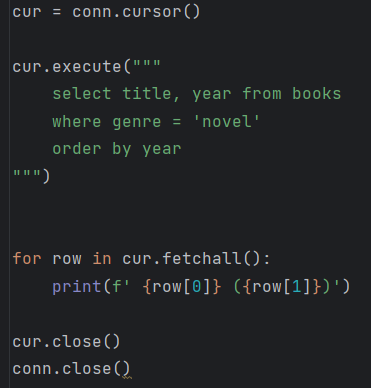 cur = conn.cursor()

cur.execute("""
    select title, year from books
    where genre = 'novel'
    order by year
""")


for row in cur.fetchall():
    print(f' {row[0]} ({row[1]})')

cur.close()
conn.close()